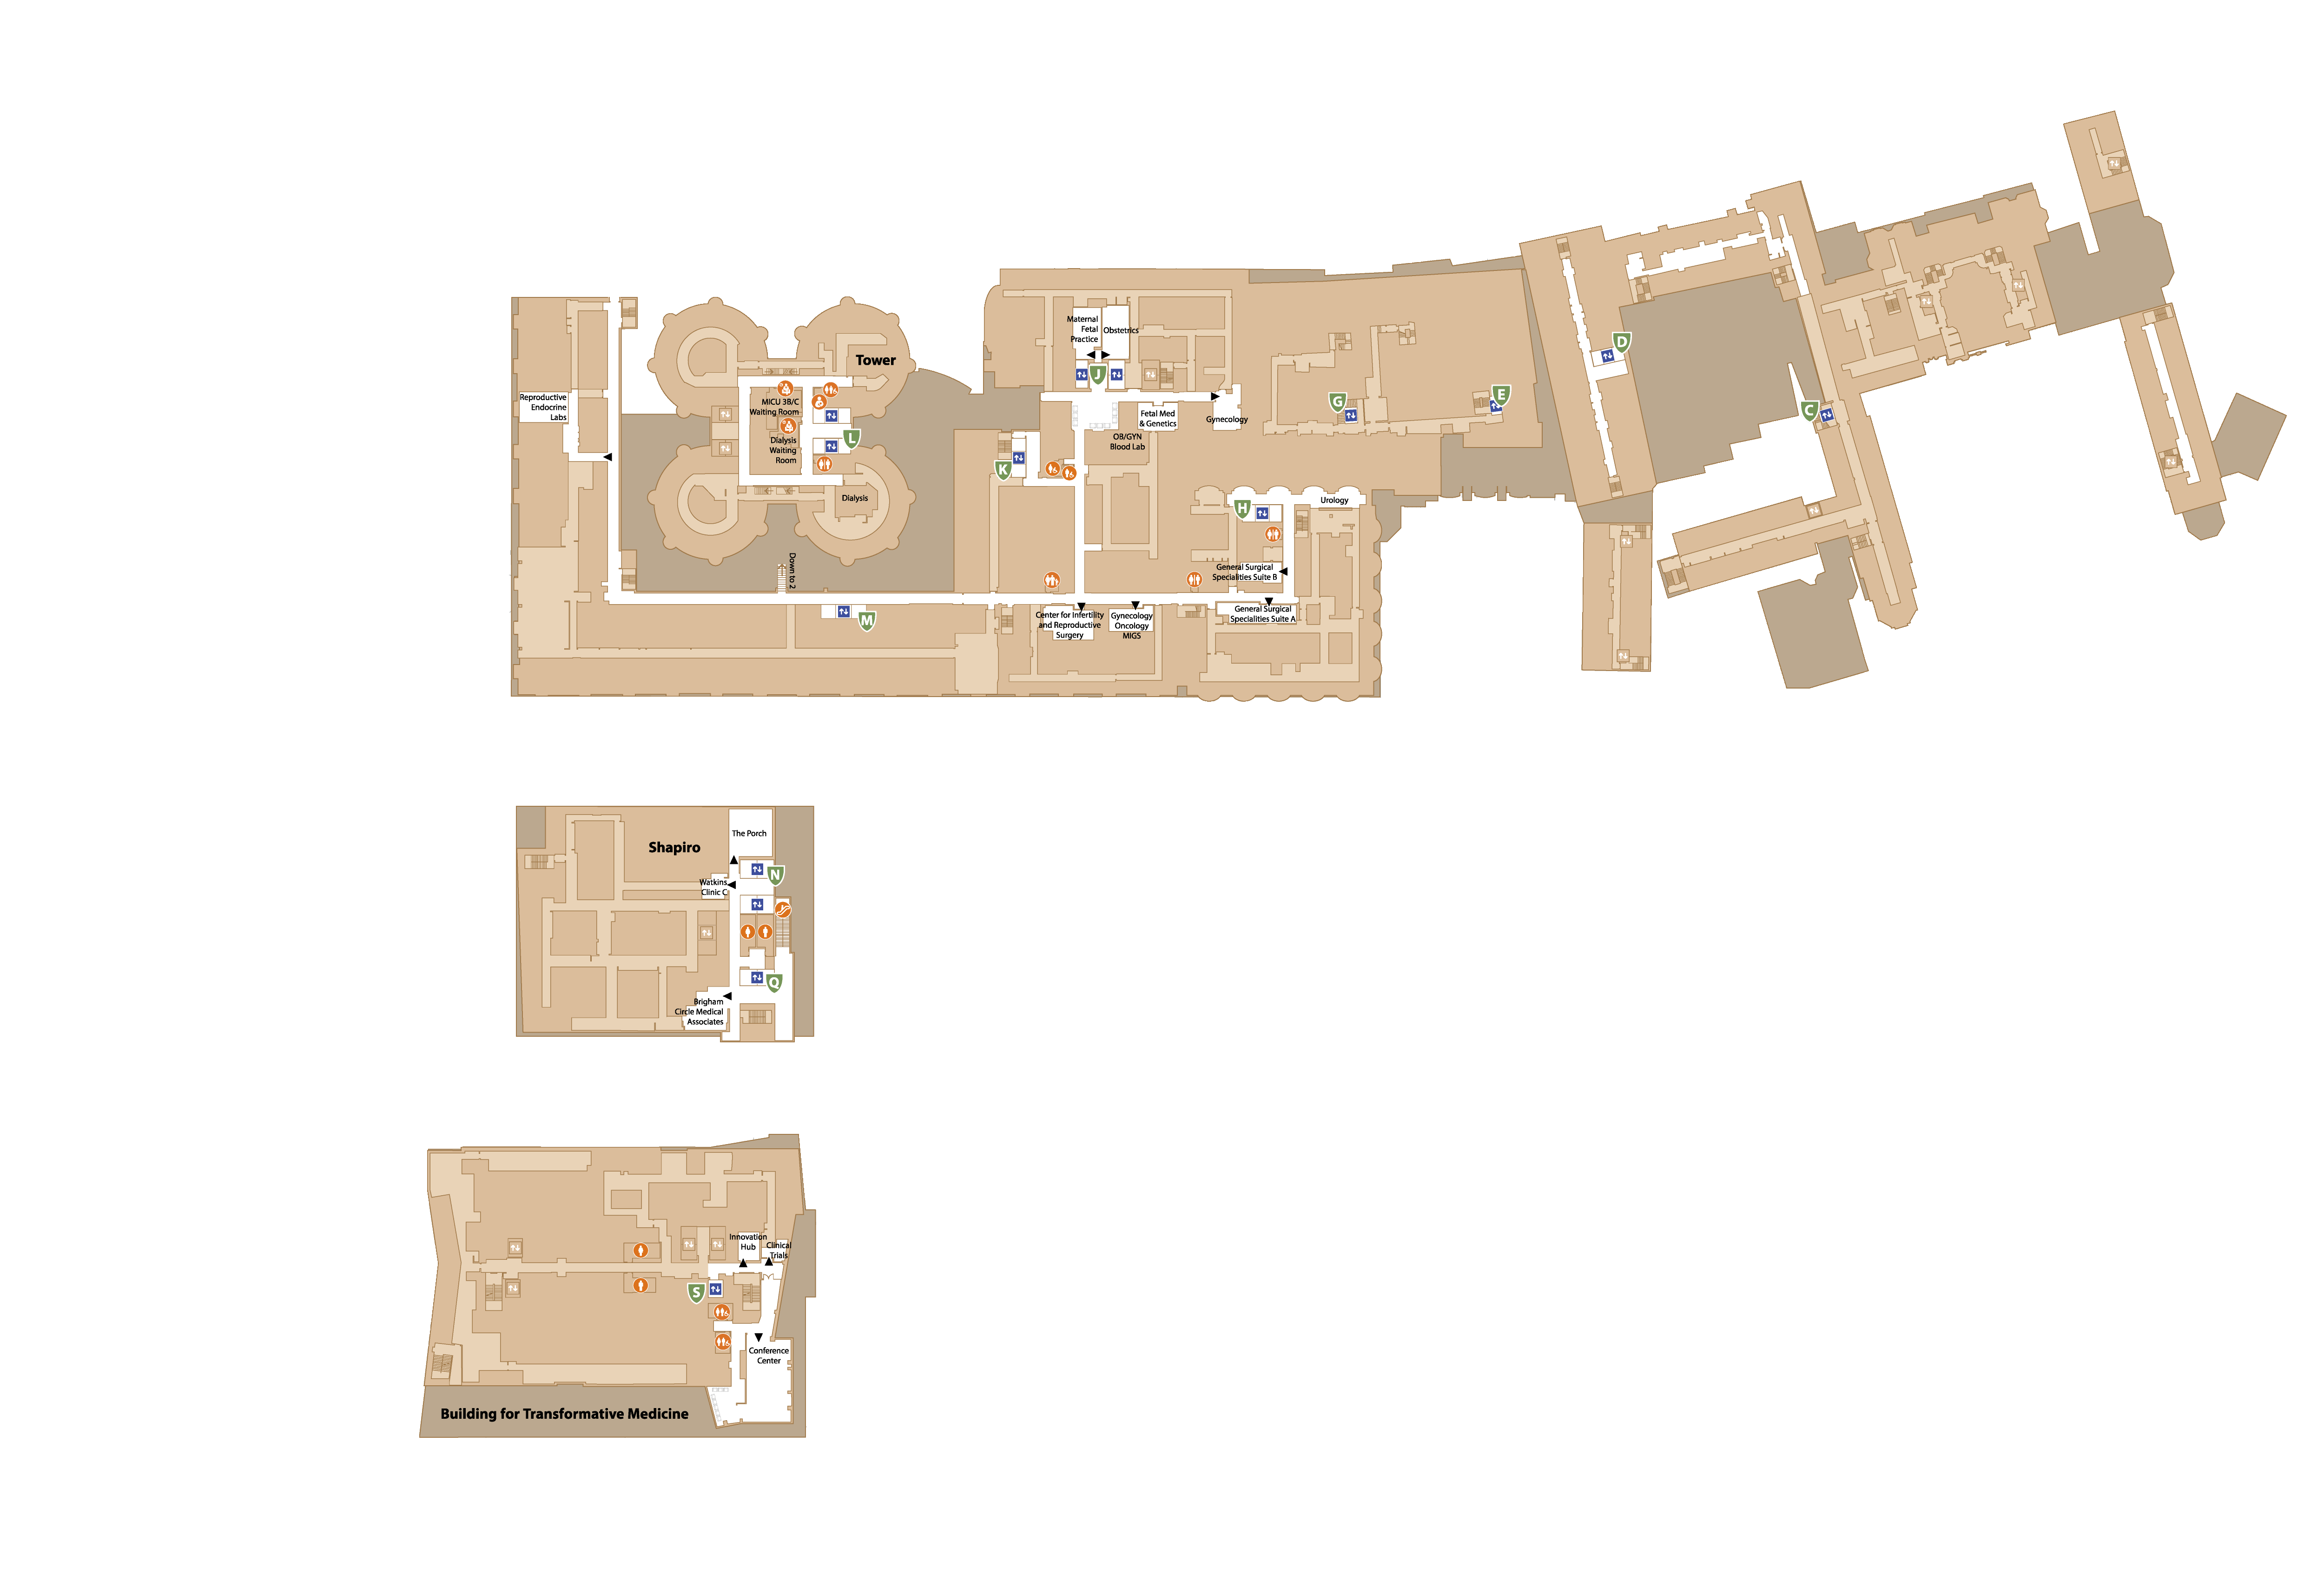 Tower
MICU 3B/C
Waiting Room
Dialysis
Waiting
Room
L
Dialysis
Reproductive
Endocrine
Labs
Down to 2
M
Maternal
Fetal
Practice
Obstetrics
J
Fetal Med
& Genetics
Gynecology
OB/GYN
Blood Lab
K
H
Urology
General Surgical
Specialities Suite B
General Surgical
Specialities Suite A
Center for Infertility
and Reproductive
Surgery
Gynecology
Oncology
MIGS
G
E
D
C
Shapiro
The Porch
N
Watkins
Clinic C
Q
Brigham
Circle Medical
Associates
Innovation
Hub
Clinical
Trials
S
Conference
Center
Building for Transformative Medicine